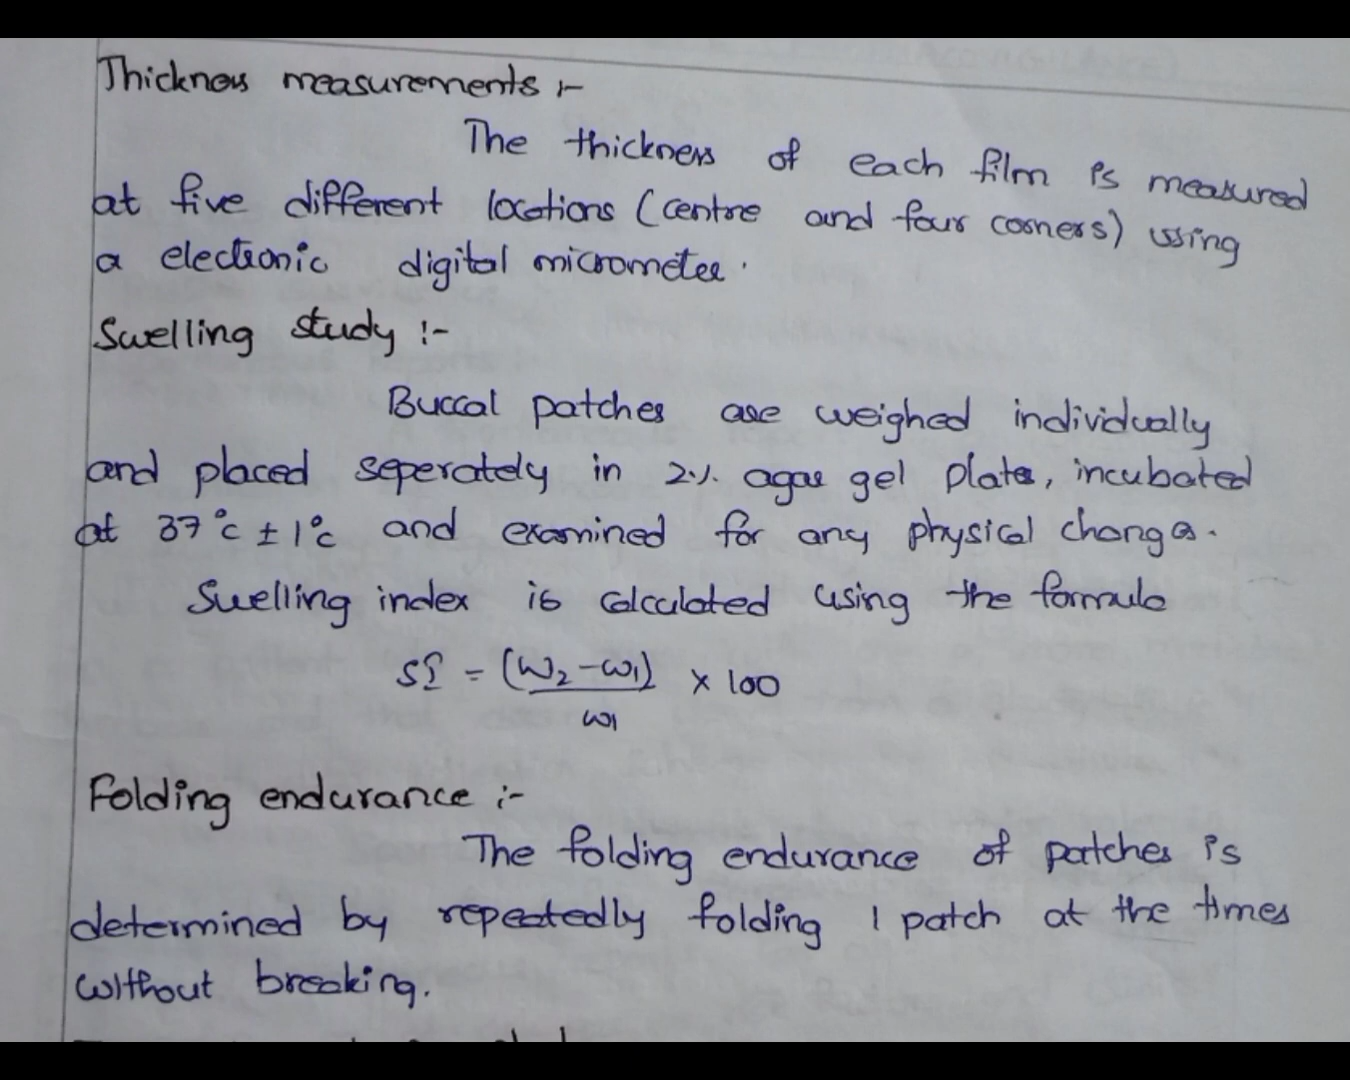 Thickness measurements :-
The thickness of each film is measured
at five different locations (centre and four corners) using
a electronic digital micrometer.
Swelling study :-
Buccal patches are weighed individually
and placed seperately in 2% agar gel plates, incubated
at 37°C ± 1°C and examined for any physical changes.
Swelling index is calculated using the formula
SI = (W2 - W1) / W1 × 100
Folding endurance :-
The folding endurance of patches is
determined by repeatedly folding 1 patch at the times
without breaking.